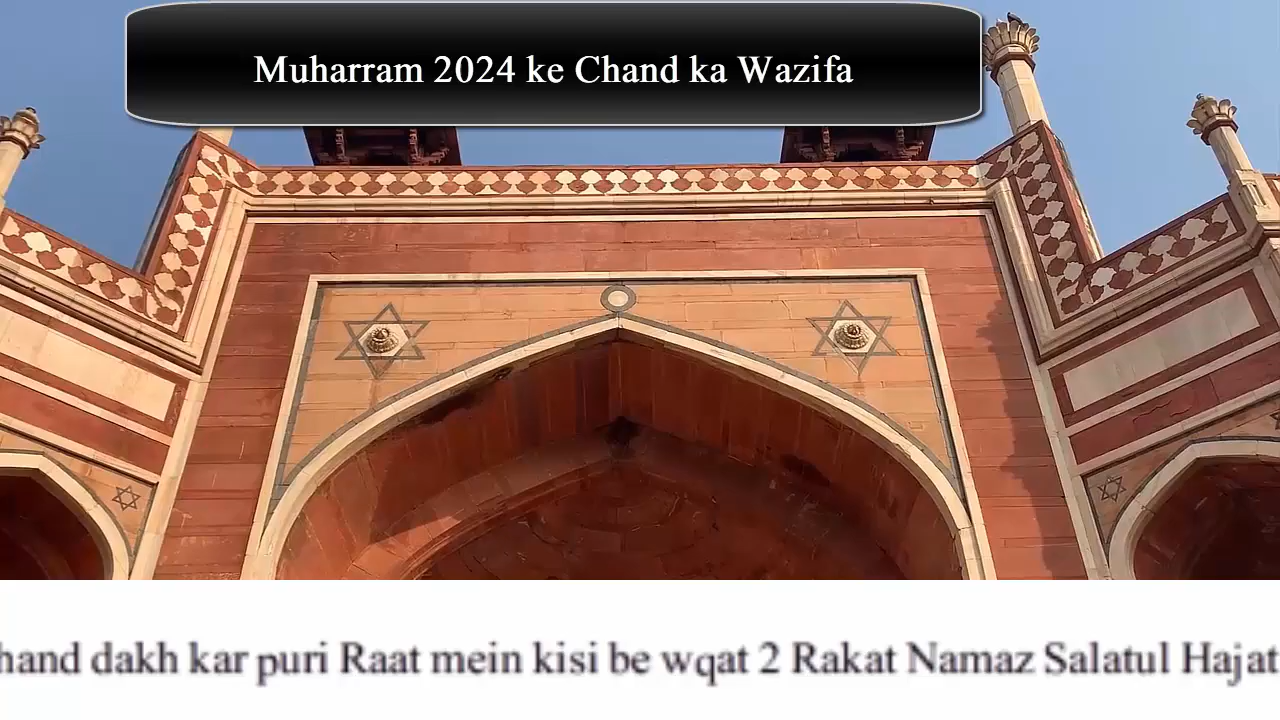 Muharram 2024 ke Chand ka Wazifa
hand dakh kar puri Raat mein kisi be wqat 2 Rakat Namaz Salatul Hajat